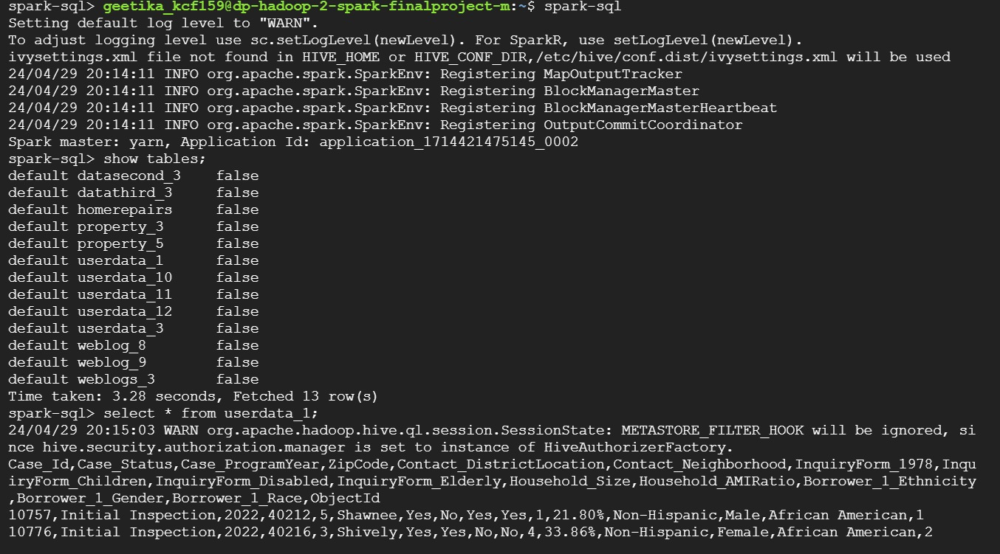 spark-sql> geetika_kcf159@dp-hadoop-2-spark-finalproject-m:~$ spark-sql
Setting default log level to "WARN".
To adjust logging level use sc.setLogLevel(newLevel). For SparkR, use setLogLevel(newLevel).
ivysettings.xml file not found in HIVE_HOME or HIVE_CONF_DIR,/etc/hive/conf.dist/ivysettings.xml will be used
24/04/29 20:14:11 INFO org.apache.spark.SparkEnv: Registering MapOutputTracker
24/04/29 20:14:11 INFO org.apache.spark.SparkEnv: Registering BlockManagerMaster
24/04/29 20:14:11 INFO org.apache.spark.SparkEnv: Registering BlockManagerMasterHeartbeat
24/04/29 20:14:11 INFO org.apache.spark.SparkEnv: Registering OutputCommitCoordinator
Spark master: yarn, Application Id: application_1714421475145_0002
spark-sql> show tables;
default datasecond_3    false
default datathird_3     false
default homerepairs     false
default property_3      false
default property_5      false
default userdata_1      false
default userdata_10     false
default userdata_11     false
default userdata_12     false
default userdata_3      false
default weblog_8        false
default weblog_9        false
default weblogs_3       false
Time taken: 3.28 seconds, Fetched 13 row(s)
spark-sql> select * from userdata_1;
24/04/29 20:15:03 WARN org.apache.hadoop.hive.ql.session.SessionState: METASTORE_FILTER_HOOK will be ignored, si
nce hive.security.authorization.manager is set to instance of HiveAuthorizerFactory.
Case_Id,Case_Status,Case_ProgramYear,ZipCode,Contact_DistrictLocation,Contact_Neighborhood,InquiryForm_1978,Inqu
iryForm_Children,InquiryForm_Disabled,InquiryForm_Elderly,Household_Size,Household_AMIRatio,Borrower_1_Ethnicity
,Borrower_1_Gender,Borrower_1_Race,ObjectId
10757,Initial Inspection,2022,40212,5,Shawnee,Yes,No,Yes,Yes,1,21.80%,Non-Hispanic,Male,African American,1
10776,Initial Inspection,2022,40216,3,Shively,Yes,Yes,No,No,4,33.86%,Non-Hispanic,Female,African American,2